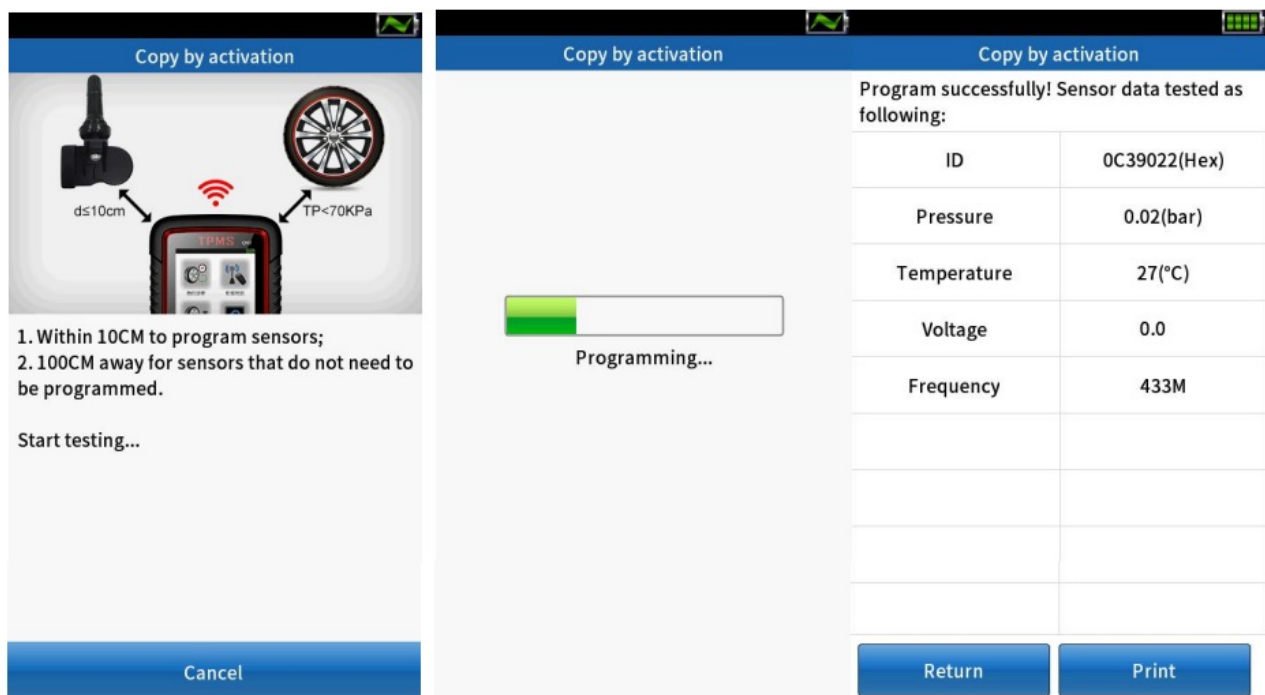 Copy by activation
d≤10cm
TP<70KPa
TPMS
1. Within 10CM to program sensors;
2. 100CM away for sensors that do not need to
be programmed.
Start testing...
Cancel
Copy by activation
Programming...
Copy by activation
Program successfully! Sensor data tested as
following:
ID 0C39022(Hex)
Pressure 0.02(bar)
Temperature 27(°C)
Voltage 0.0
Frequency 433M
Return Print